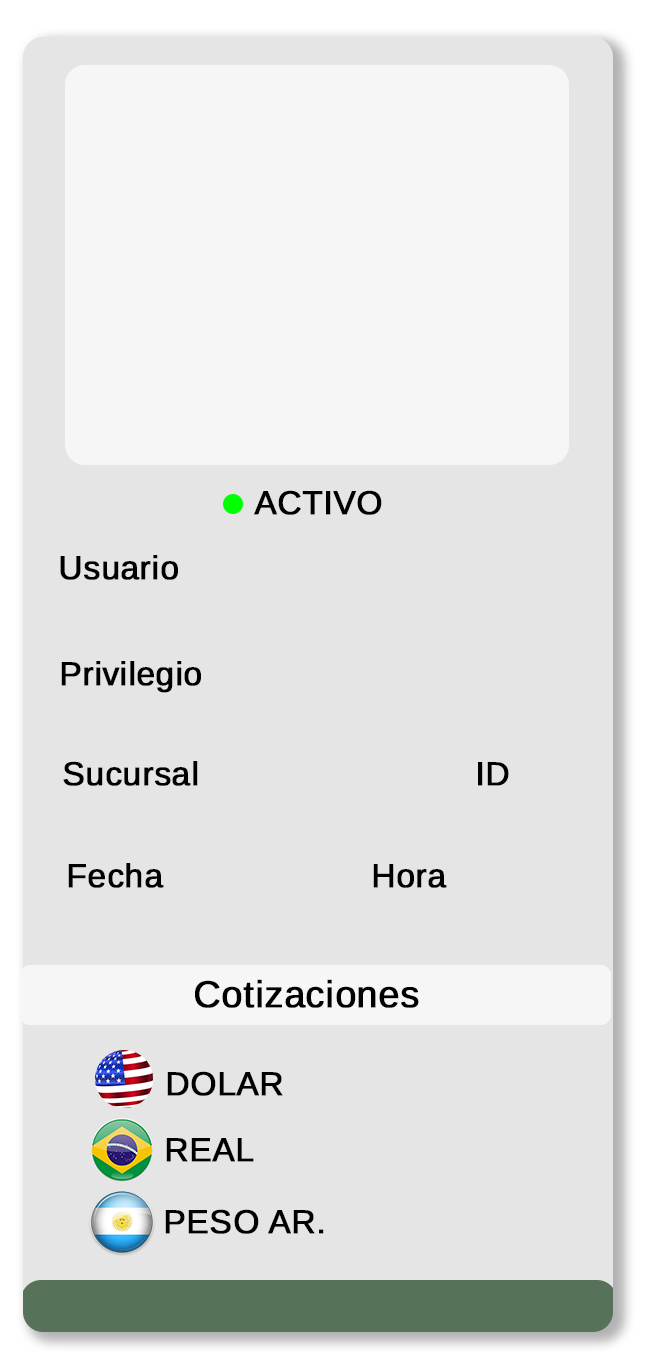 ACTIVO
Usuario
Privilegio
Sucursal ID
Fecha Hora
Cotizaciones
DOLAR
REAL
PESO AR.